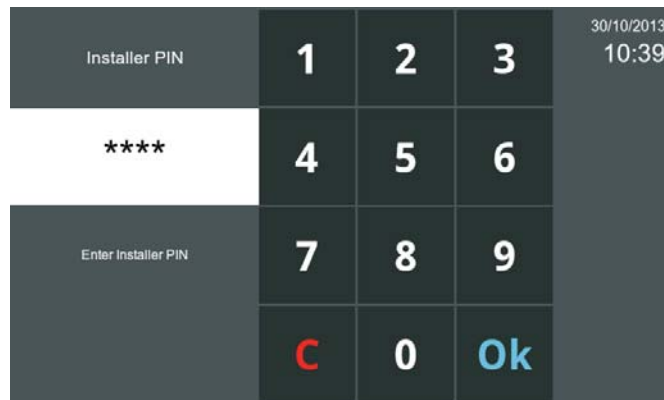 Installer PIN
1 2 3
30/10/2013
10:39
****
4 5 6
Enter Installer PIN
7 8 9
C 0 Ok